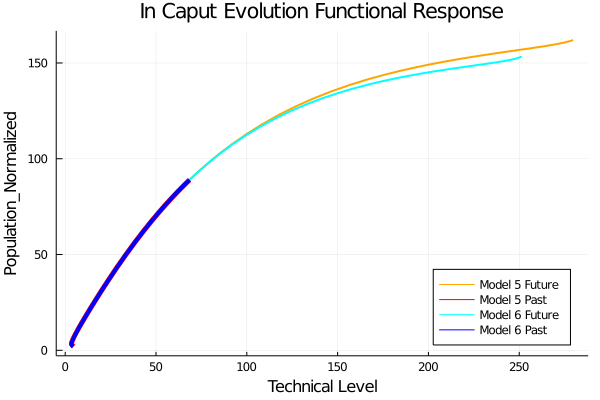 In Caput Evolution Functional Response
Population_Normalized
150
100
50
0
0 50 100 150 200 250
Technical Level
Model 5 Future
Model 5 Past
Model 6 Future
Model 6 Past